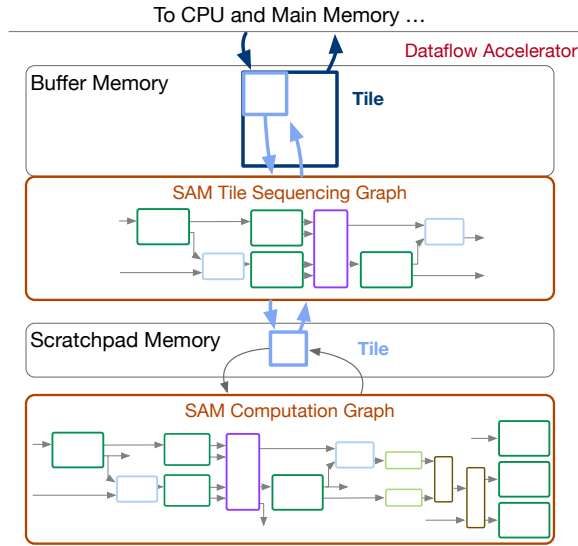 To CPU and Main Memory …
Dataflow Accelerator
Buffer Memory
Tile
SAM Tile Sequencing Graph
Scratchpad Memory
Tile
SAM Computation Graph